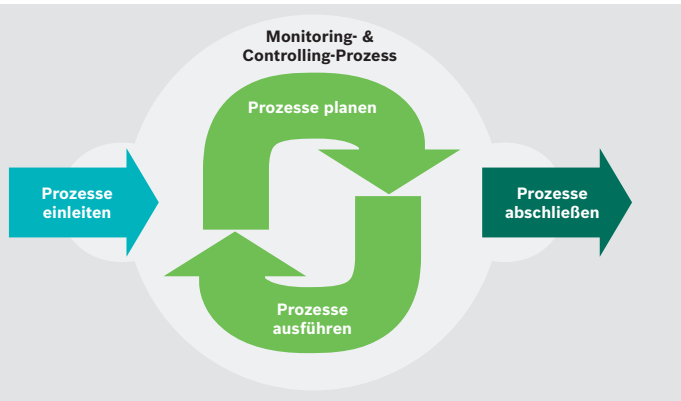 Monitoring- &
Controlling-Prozess
Prozesse planen
Prozesse
einleiten
Prozesse
abschließen
Prozesse
ausführen